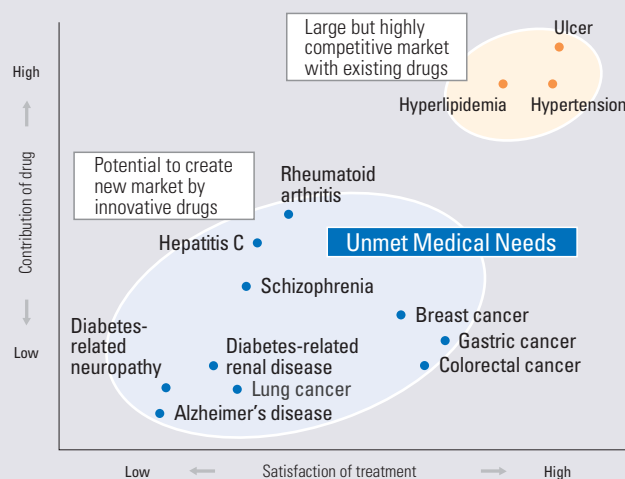 Large but highly
competitive market
with existing drugs
Ulcer
High
Hyperlipidemia
Hypertension
Contribution of drug
Potential to create
new market by
innovative drugs
Rheumatoid
arthritis
Hepatitis C
Unmet Medical Needs
Schizophrenia
Breast cancer
Gastric cancer
Colorectal cancer
Low
Diabetes-
related
neuropathy
Diabetes-related
renal disease
Lung cancer
Alzheimer's disease
Low
Satisfaction of treatment
High